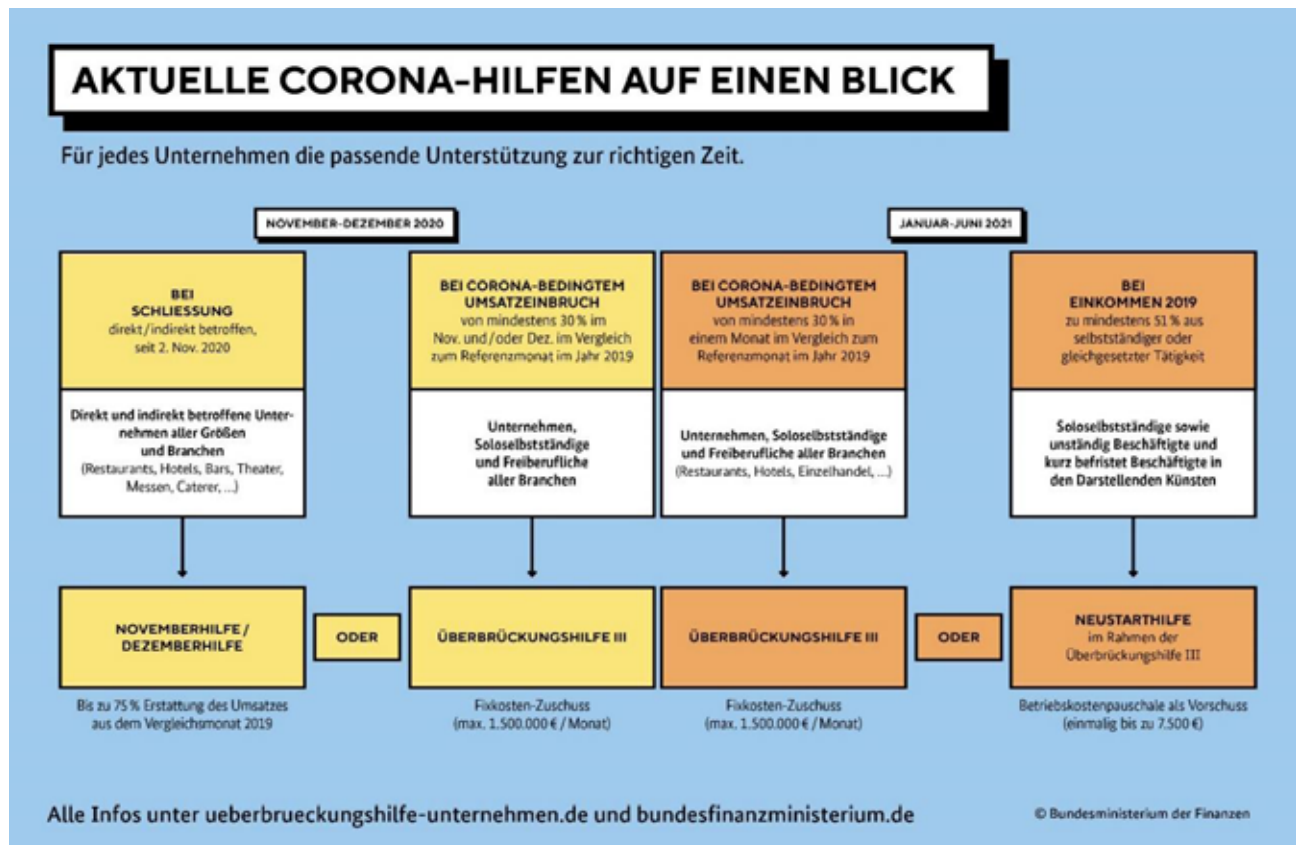 AKTUELLE CORONA-HILFEN AUF EINEN BLICK
Für jedes Unternehmen die passende Unterstützung zur richtigen Zeit.
NOVEMBER-DEZEMBER 2020
BEI
SCHLIESSUNG
direkt/indirekt betroffen,
seit 2. Nov. 2020
Direkt und indirekt betroffene Unter-
nehmen aller Größen
und Branchen
(Restaurants, Hotels, Bars, Theater,
Messen, Caterer, ...)
NOVEMBERHILFE /
DEZEMBERHILFE
Bis zu 75 % Erstattung des Umsatzes
aus dem Vergleichsmonat 2019
ODER
BEI CORONA-BEDINGTEM
UMSATZEINBRUCH
von mindestens 30 % im
Nov. und/oder Dez. im Vergleich
zum Referenzmonat im Jahr 2019
Unternehmen,
Soloselbstständige
und Freiberufliche
aller Branchen
ÜBERBRÜCKUNGSHILFE III
Fixkosten-Zuschuss
(max. 1.500.000 € / Monat)
JANUAR-JUNI 2021
BEI CORONA-BEDINGTEM
UMSATZEINBRUCH
von mindestens 30 % in
einem Monat im Vergleich zum
Referenzmonat im Jahr 2019
Unternehmen, Soloselbstständige
und Freiberufliche aller Branchen
(Restaurants, Hotels, Einzelhandel, ...)
ÜBERBRÜCKUNGSHILFE III
Fixkosten-Zuschuss
(max. 1.500.000 € / Monat)
ODER
BEI
EINKOMMEN 2019
zu mindestens 51 % aus
selbstständiger oder
gleichgesetzter Tätigkeit
Soloselbstständige sowie
unständig Beschäftigte und
kurz befristet Beschäftigte in
den Darstellenden Künsten
NEUSTARTHILFE
im Rahmen der
Überbrückungshilfe III
Betriebskostenpauschale als Vorschuss
(einmalig bis zu 7.500 €)
Alle Infos unter ueberbrueckungshilfe-unternehmen.de und bundesfinanzministerium.de
© Bundesministerium der Finanzen